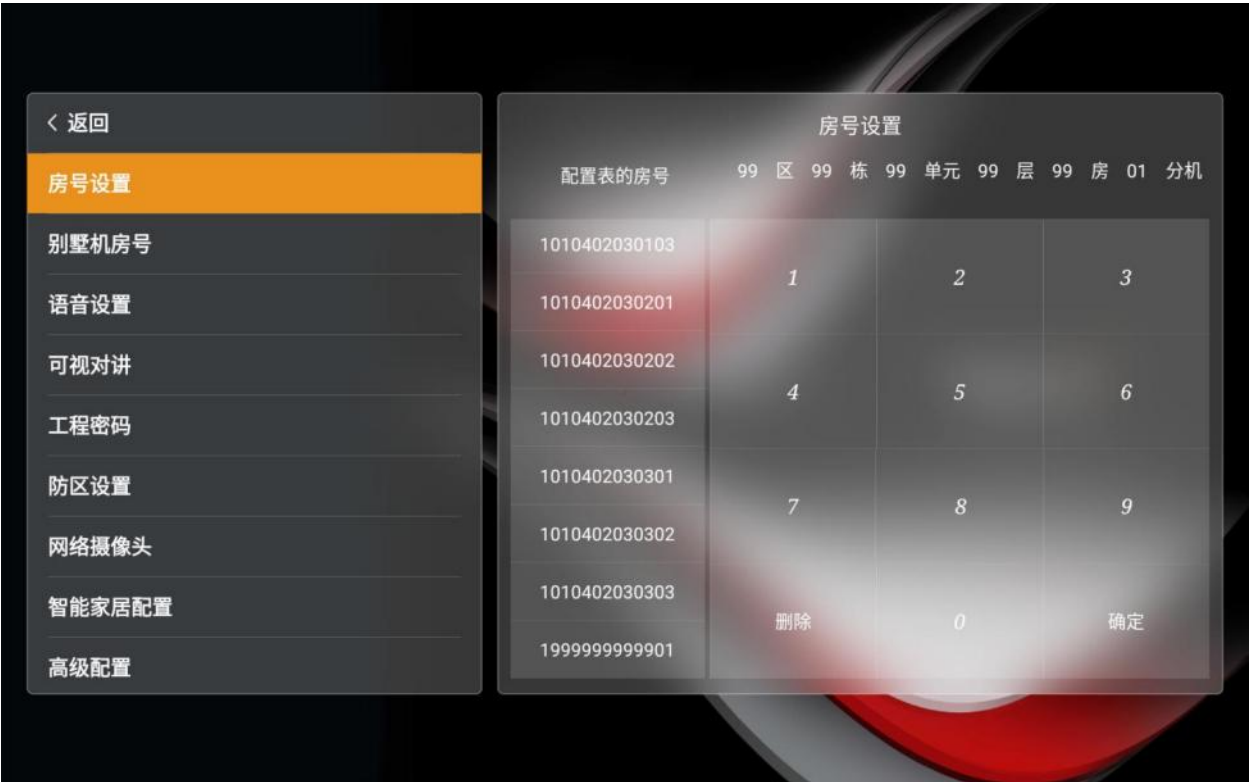 返回
房号设置
别墅机房号
语音设置
可视对讲
工程密码
防区设置
网络摄像头
智能家居配置
高级配置
房号设置
配置表的房号
99 区 99 栋 99 单元 99 层 99 房 01 分机
1010402030103
1010402030201
1010402030202
1010402030203
1010402030301
1010402030302
1010402030303
1999999999901
1 2 3
4 5 6
7 8 9
删除 0 确定